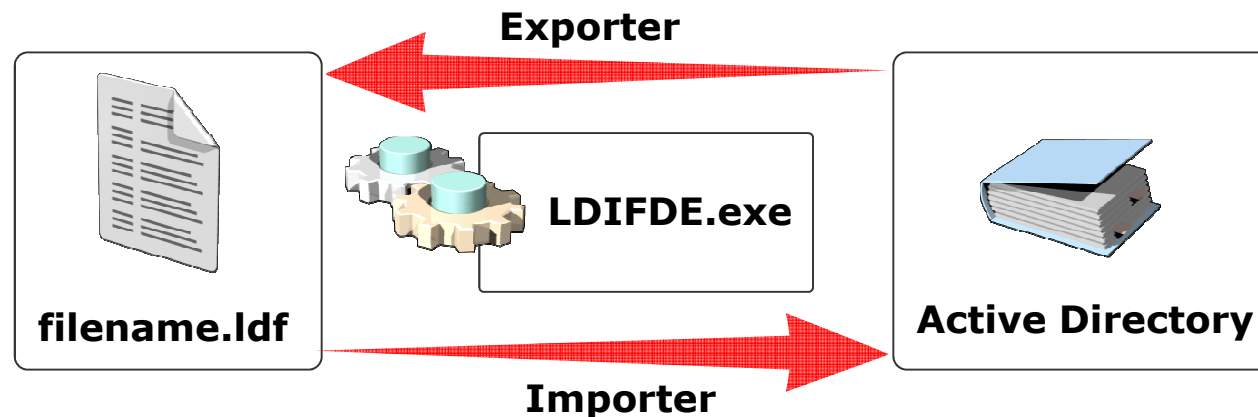 Exporter
filename.ldf
LDIFDE.exe
Active Directory
Importer